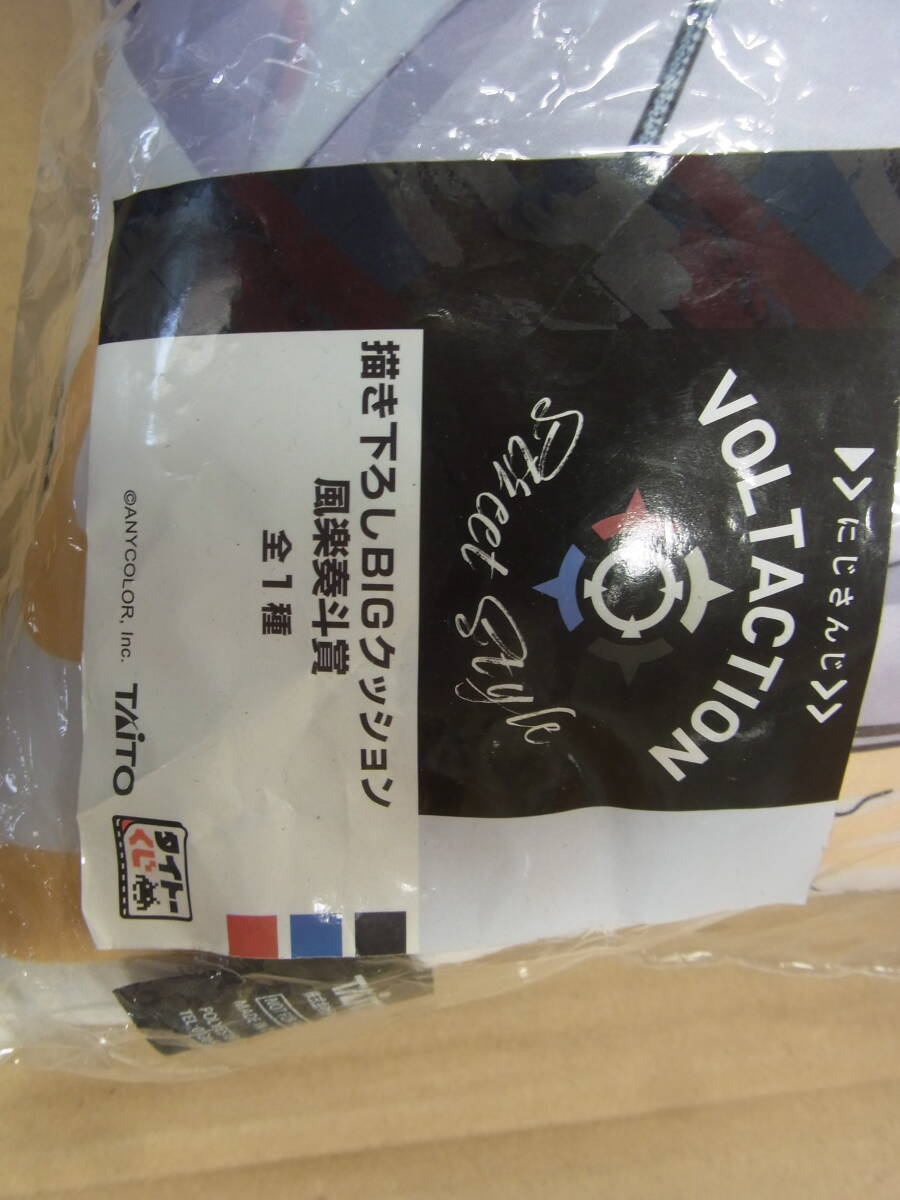 にじさんじ
VOLTACTION
Street Style
描き下ろしBIGクッション
風楽奏斗賞
全1種
©ANYCOLOR, Inc.
TAITO
タイトー
くじ